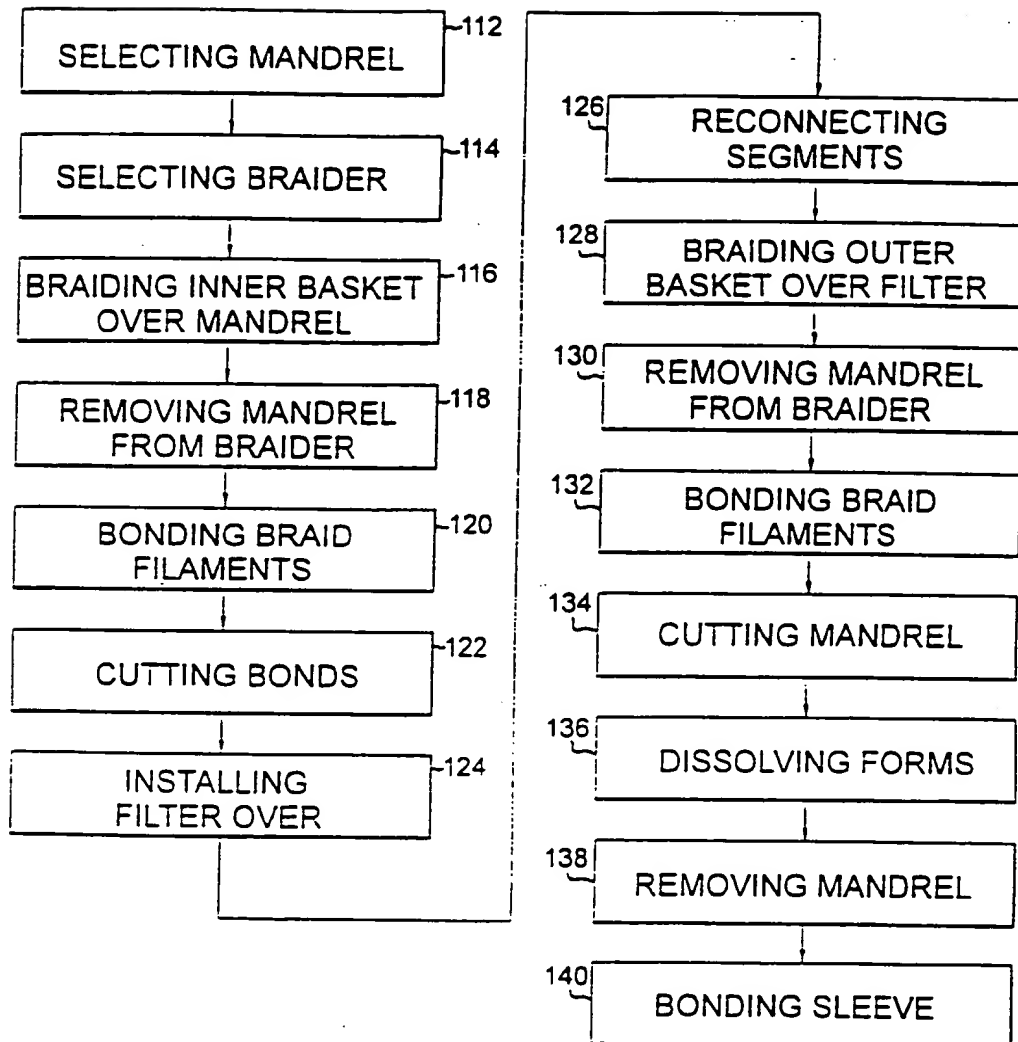 SELECTING MANDREL
112
SELECTING BRAIDER
114
BRAIDING INNER BASKET
OVER MANDREL
116
REMOVING MANDREL
FROM BRAIDER
118
BONDING BRAID
FILAMENTS
120
CUTTING BONDS
122
INSTALLING
FILTER OVER
124
126
RECONNECTING
SEGMENTS
128
BRAIDING OUTER
BASKET OVER FILTER
130
REMOVING MANDREL
FROM BRAIDER
132
BONDING BRAID
FILAMENTS
134
CUTTING MANDREL
136
DISSOLVING FORMS
138
REMOVING MANDREL
140
BONDING SLEEVE